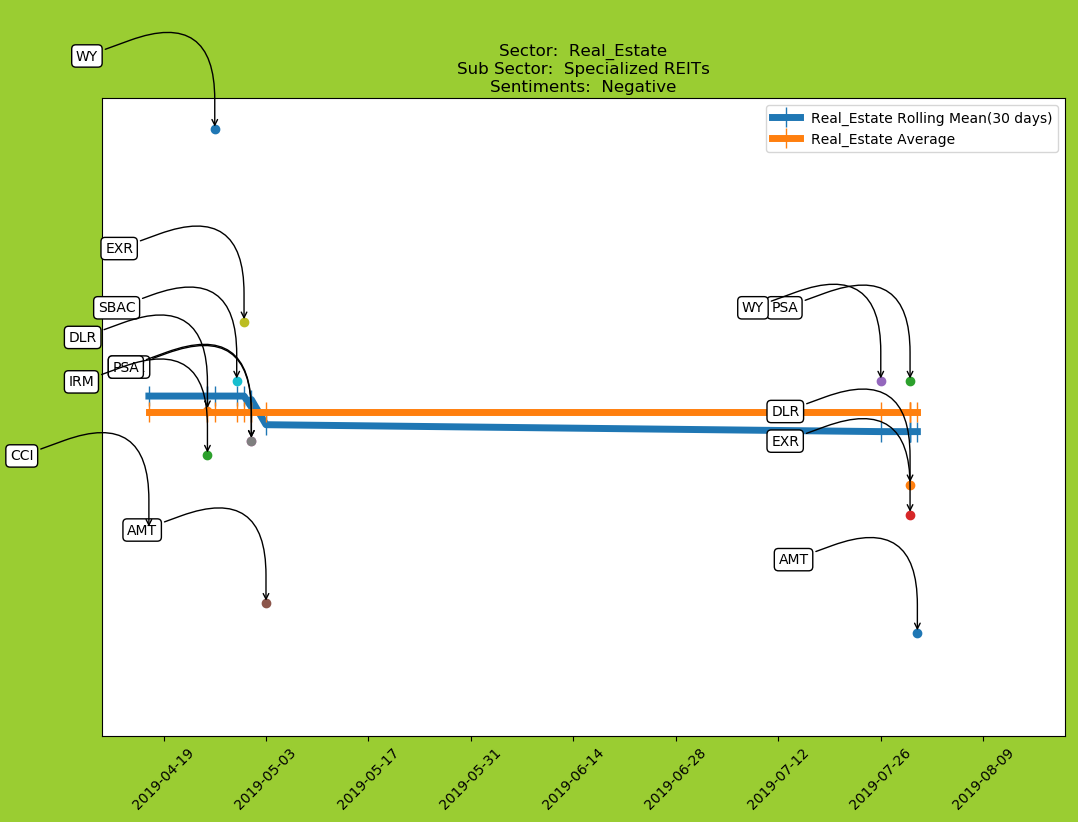 WY
Sector:  Real_Estate
Sub Sector:  Specialized REITs
Sentiments:  Negative
Real_Estate Rolling Mean(30 days)
Real_Estate Average
EXR
SBAC
WY
PSA
DLR
PSA
IRM
DLR
EXR
CCI
AMT
AMT
2019-04-19
2019-05-03
2019-05-17
2019-05-31
2019-06-14
2019-06-28
2019-07-12
2019-07-26
2019-08-09